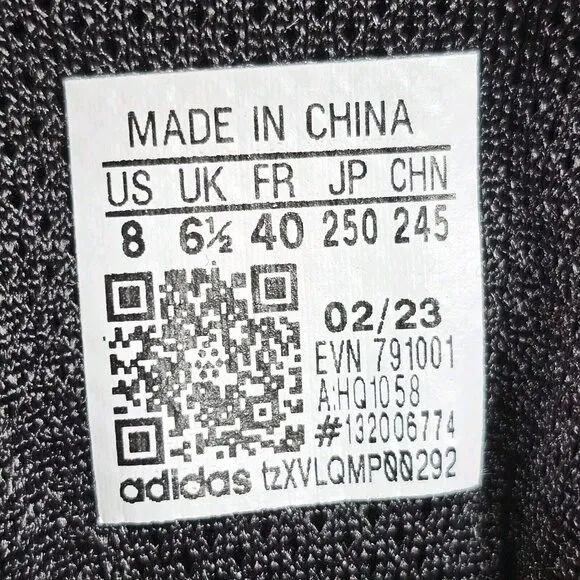 MADE IN CHINA
US UK FR JP CHN
8 6½ 40 250 245
02/23
EVN 791001
A:HQ1058
#132006774
adidas tzXVLQMP00292